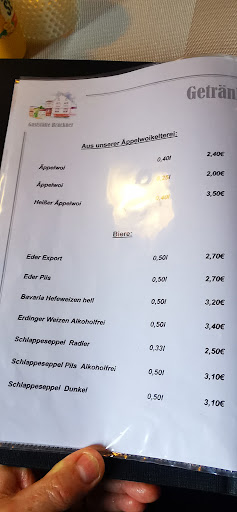 Getränk
Aus unserer Äppelwoikelterei:
Äppelwoi 0,40l 2,40€
Äppelwoi 2,00€
Heißer Äppelwoi 3,50€
Biere:
Eder Export 0,50l 2,70€
Eder Pils 0,50l 2,70€
Bavaria Hefeweizen hell 0,50l 3,20€
Erdinger Weizen Alkoholfrei 0,50l 3,40€
Schlappeseppel Radler 0,33l 2,50€
Schlappeseppel Pils Alkoholfrei 0,50l 3,10€
Schlappeseppel Dunkel 0,50l 3,10€